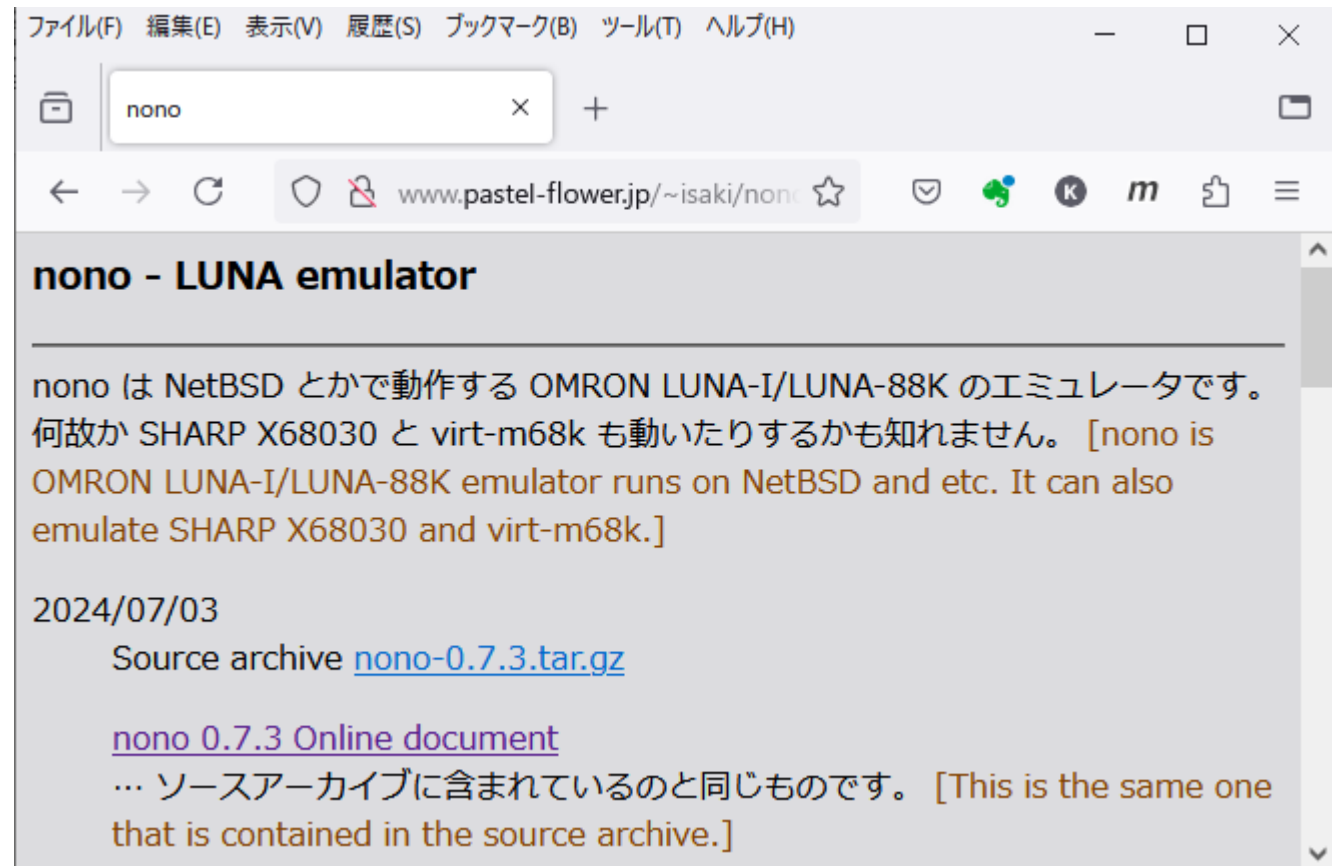 ファイル(F) 編集(E) 表示(V) 履歴(S) ブックマーク(B) ツール(T) ヘルプ(H)
nono
www.pastel-flower.jp/~isaki/nono
K m
nono - LUNA emulator
nono は NetBSD とかで動作する OMRON LUNA-I/LUNA-88K のエミュレータです。
何故か SHARP X68030 と virt-m68k も動いたりするかも知れません。 [nono is
OMRON LUNA-I/LUNA-88K emulator runs on NetBSD and etc. It can also
emulate SHARP X68030 and virt-m68k.]
2024/07/03
Source archive nono-0.7.3.tar.gz
nono 0.7.3 Online document
… ソースアーカイブに含まれているのと同じものです。 [This is the same one
that is contained in the source archive.]